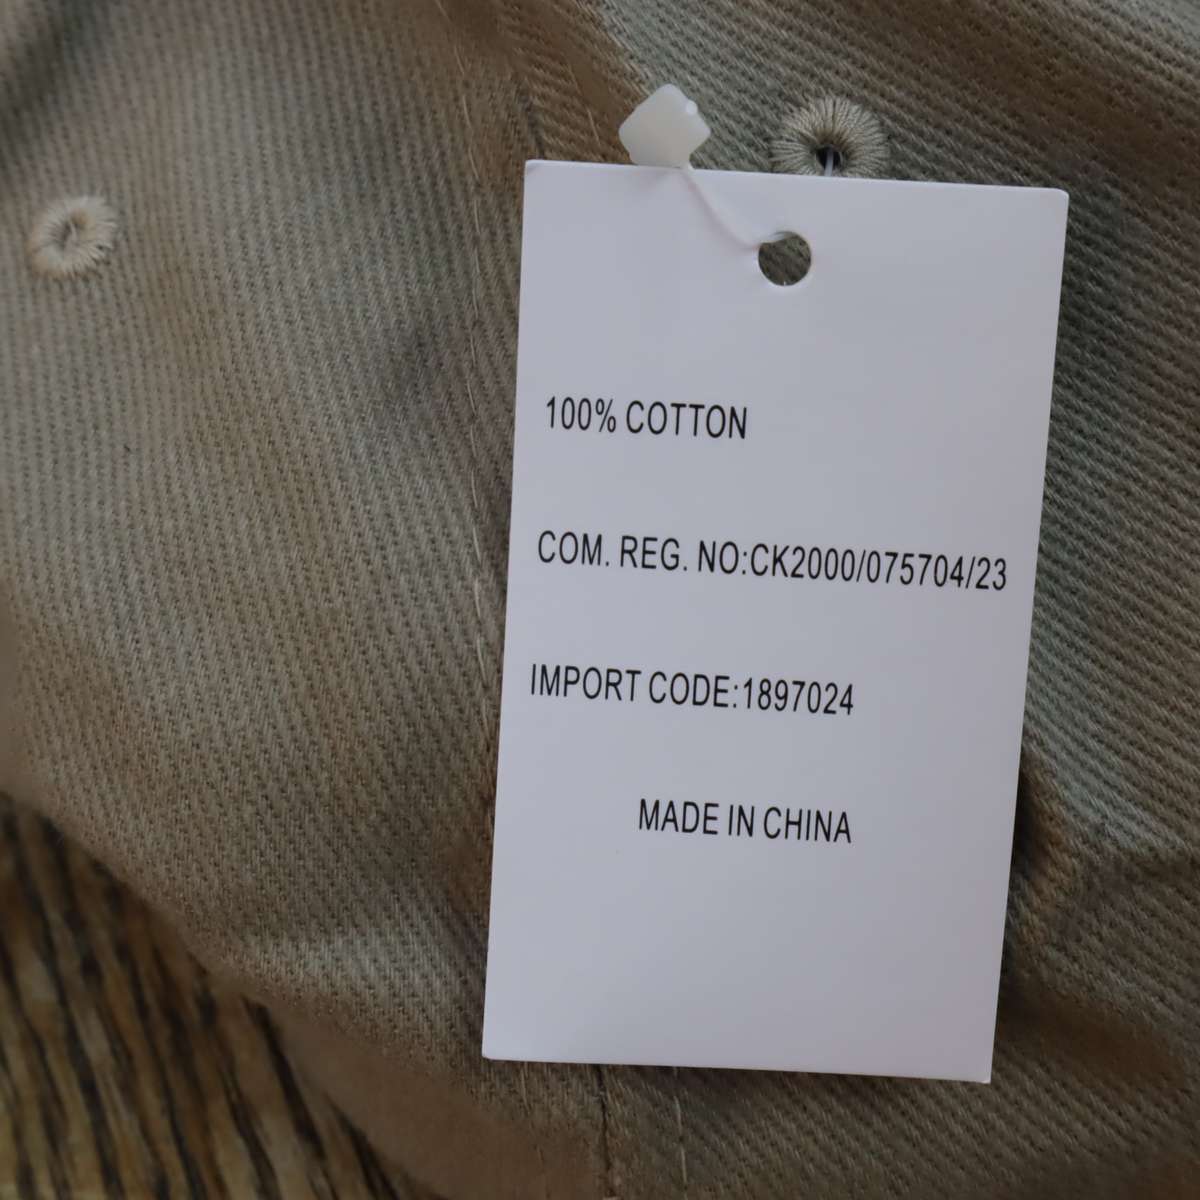 100% COTTON
COM. REG. NO:CK2000/075704/23
IMPORT CODE:1897024
MADE IN CHINA